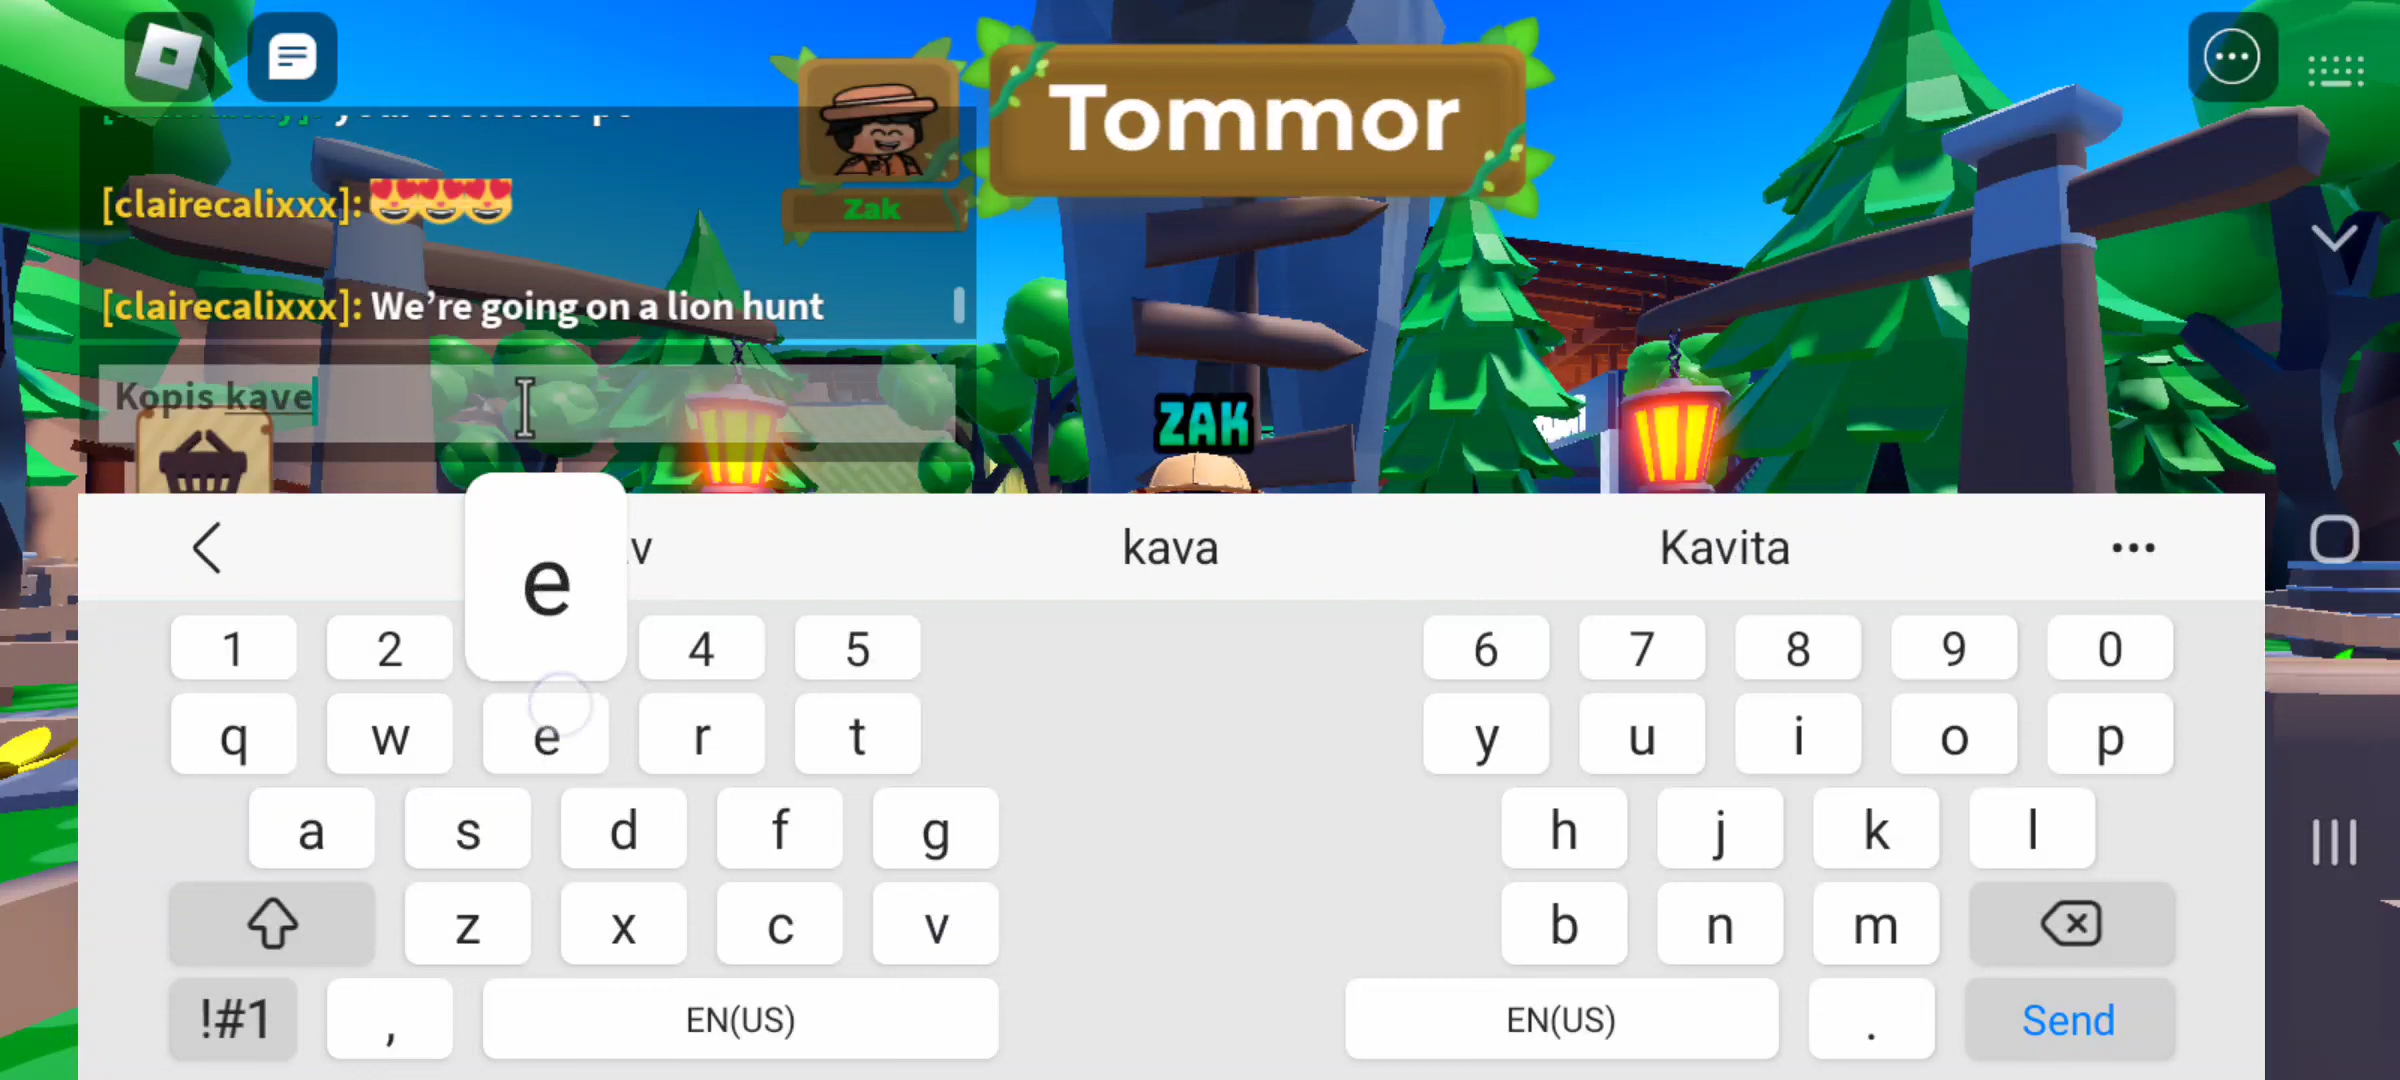 Tommor
Zak
[clairecalixxx]: 😍😍😍
[clairecalixxx]: We're going on a lion hunt
Kopis kave
ZAK
e
kava
Kavita
1 2 4 5 6 7 8 9 0
q w e r t y u i o p
a s d f g h j k l
z x c v b n m
!#1 , EN(US) EN(US) . Send